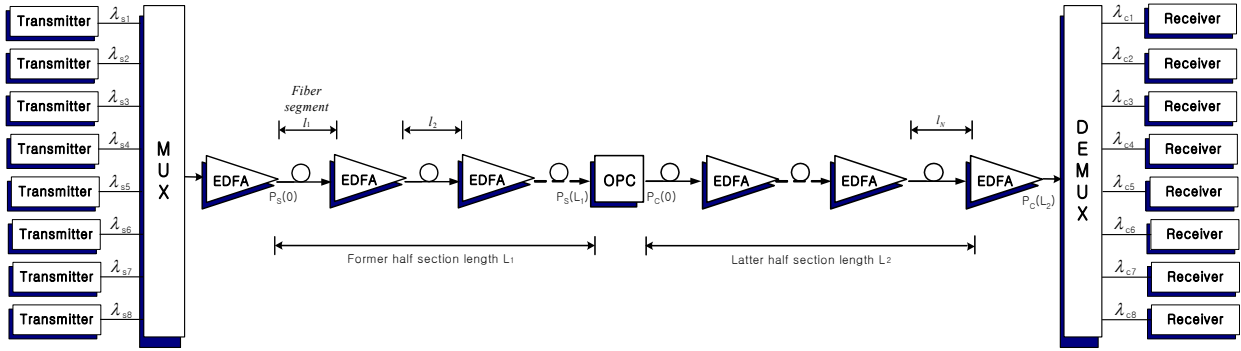 Transmitter λs1
Transmitter λs2
Transmitter λs3
Transmitter λs4
Transmitter λs5
Transmitter λs6
Transmitter λs7
Transmitter λs8
MUX
EDFA
Fiber
segment
l1
EDFA
l2
EDFA
OPC
EDFA
EDFA
lN
EDFA
PS(0)
PS(L1)
PC(0)
PC(L2)
Former half section length L1
Latter half section length L2
DEMUX
λc1 Receiver
λc2 Receiver
λc3 Receiver
λc4 Receiver
λc5 Receiver
λc6 Receiver
λc7 Receiver
λc8 Receiver